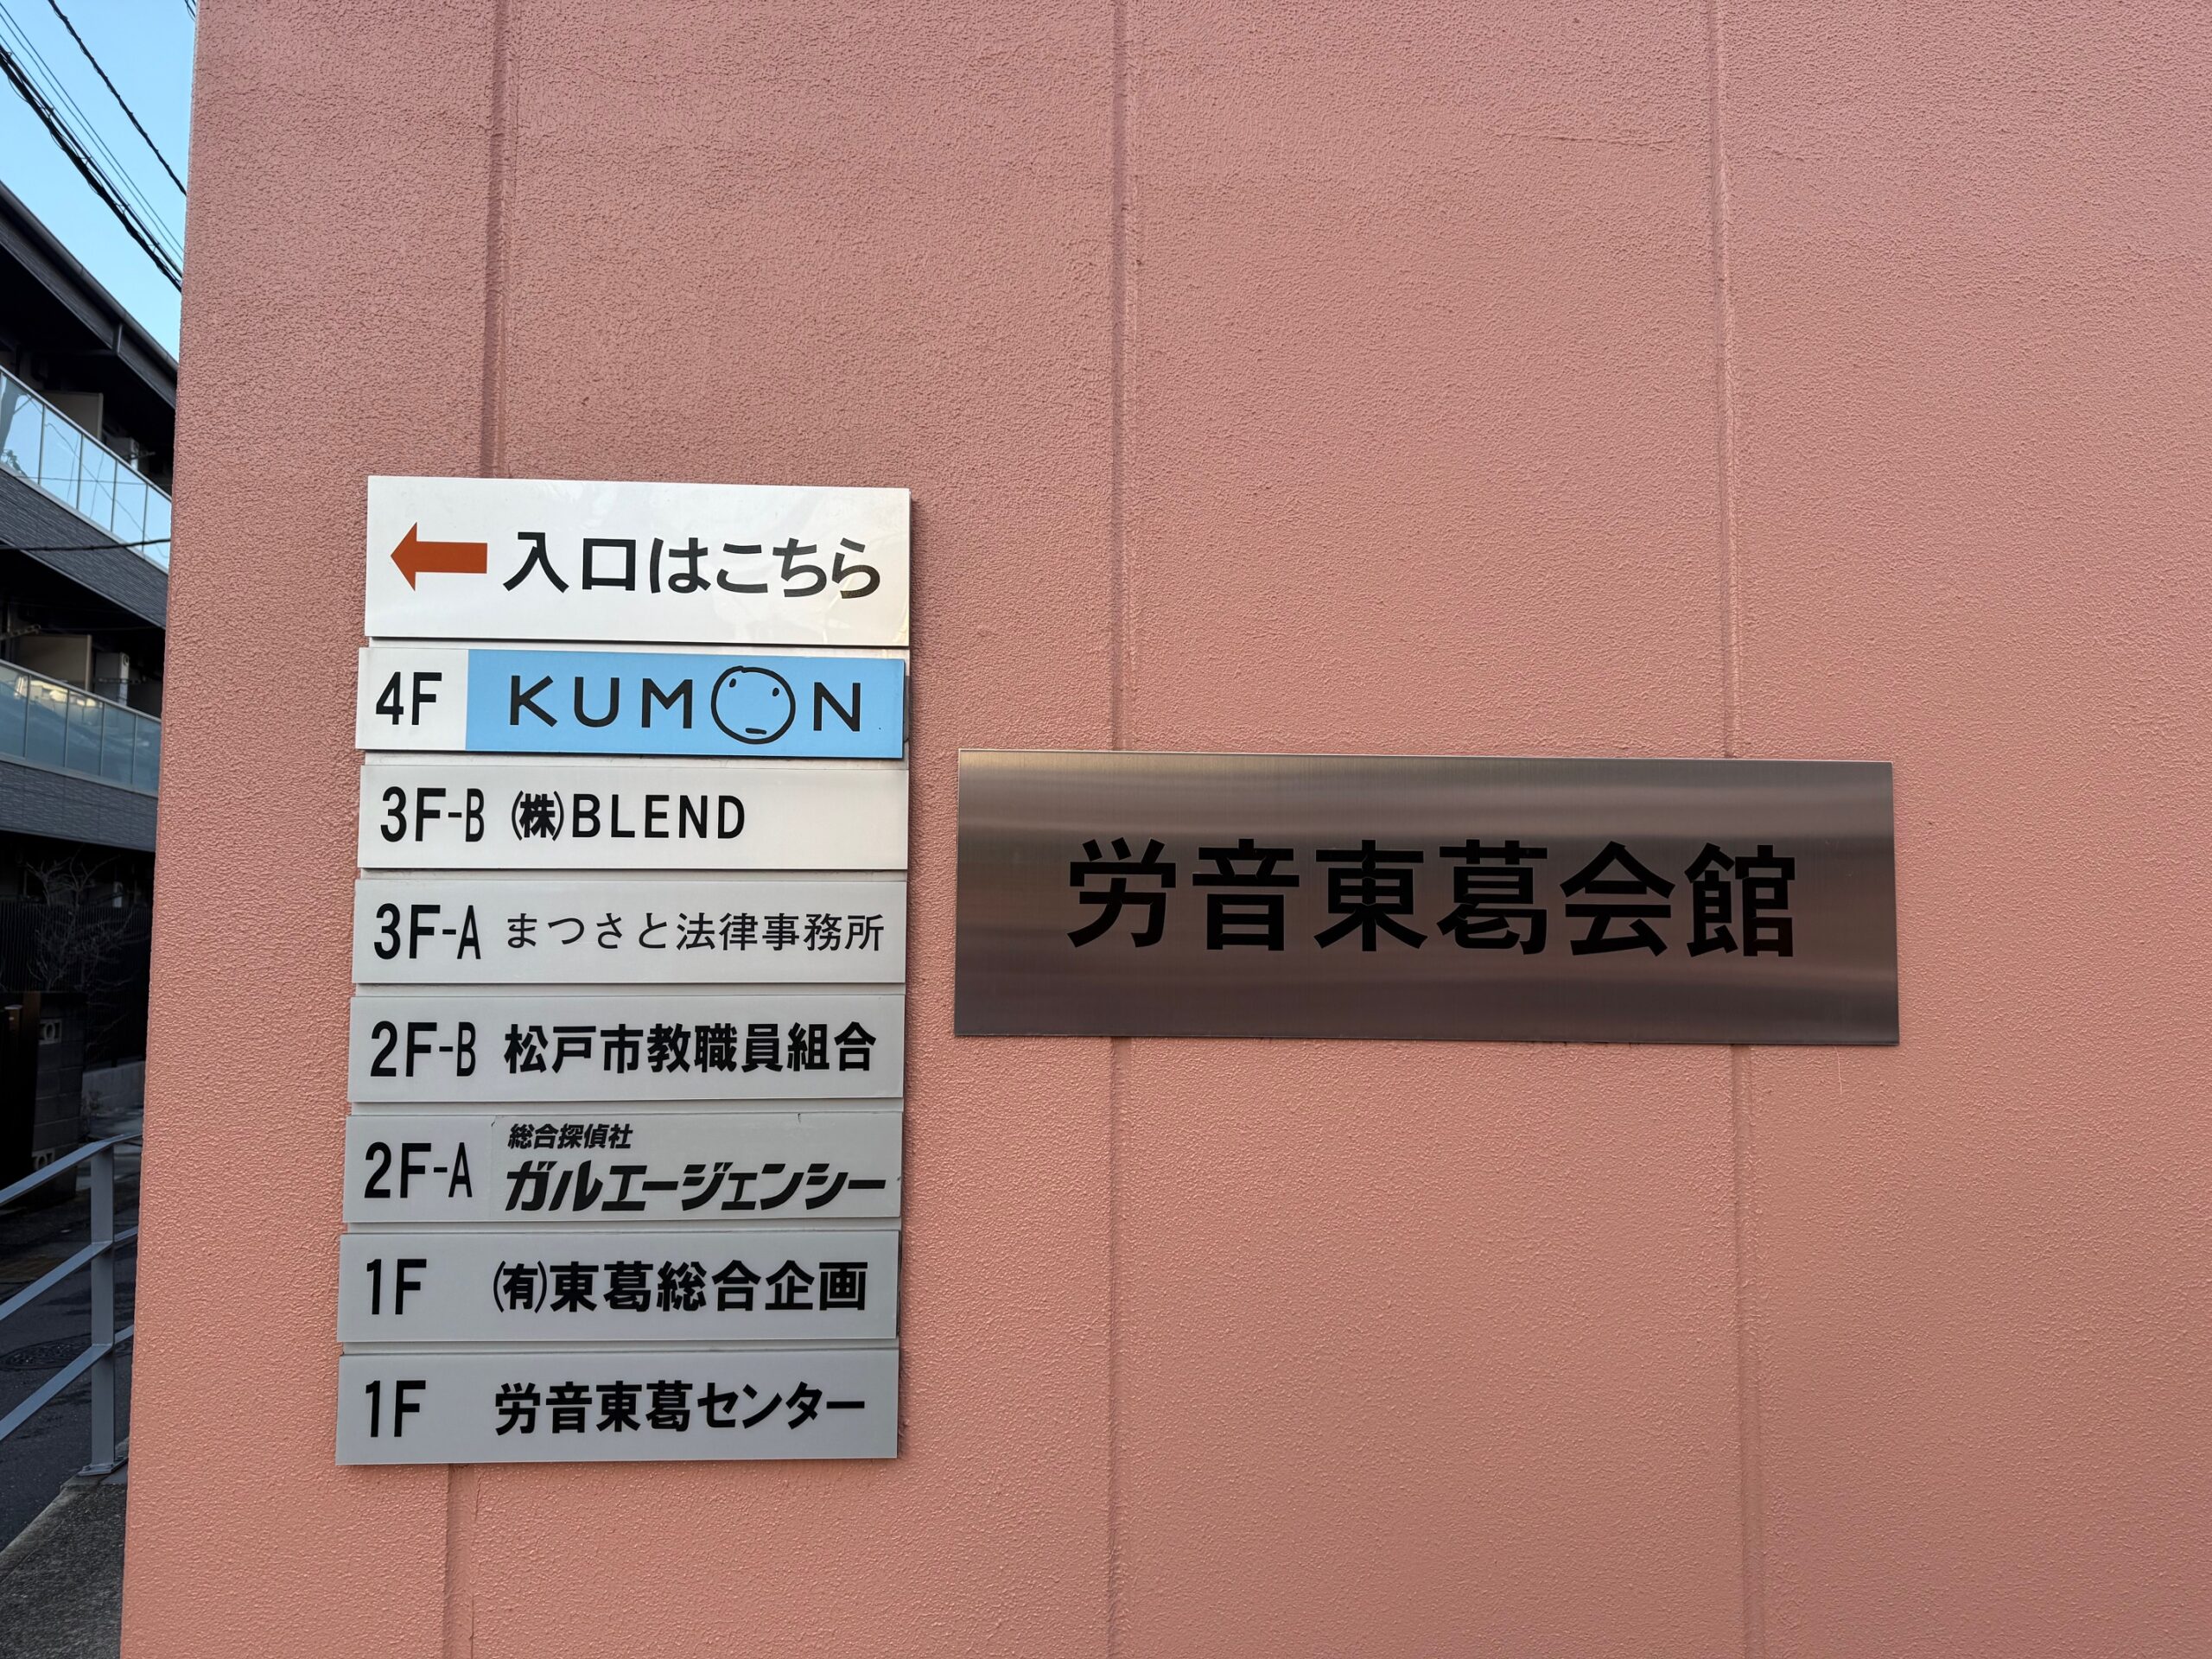 入口はこちら
4F KUMON
3F-B (株)BLEND
3F-A まつさと法律事務所
2F-B 松戸市教職員組合
総合探偵社
2F-A ガルエージェンシー
1F (有)東葛総合企画
1F 労音東葛センター
労音東葛会館